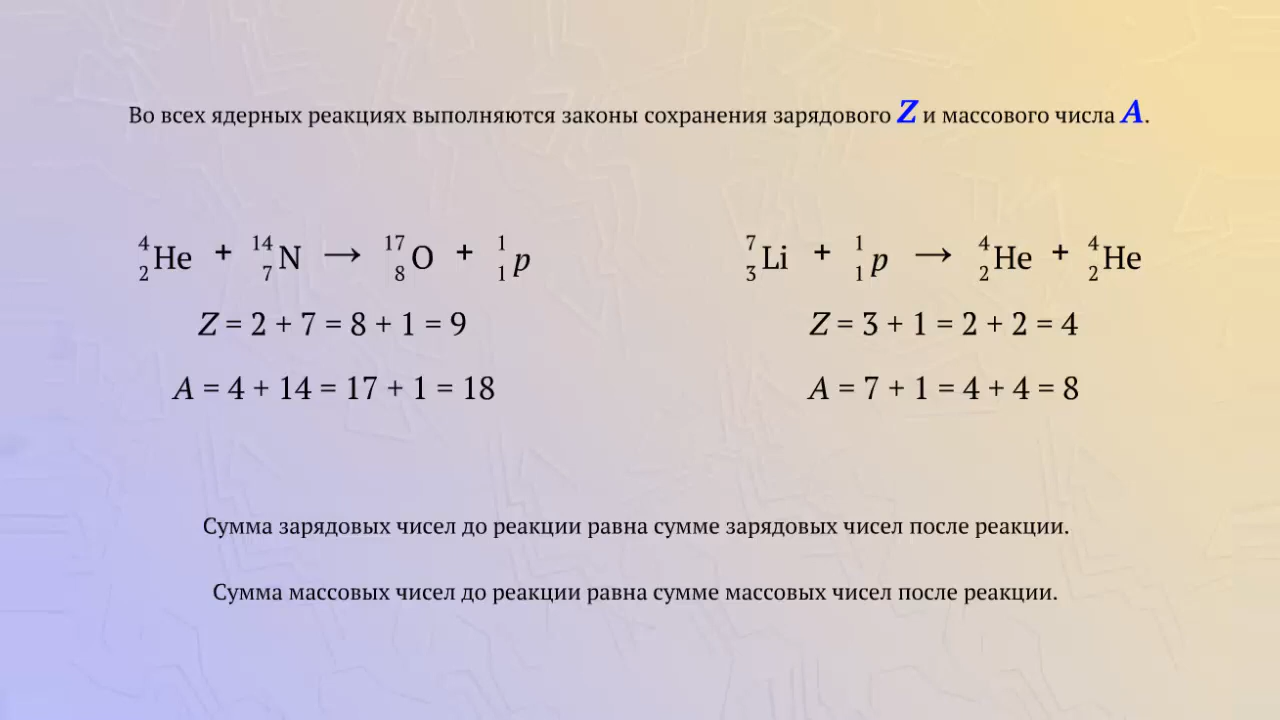 Во всех ядерных реакциях выполняются законы сохранения зарядового Z и массового числа A.
⁴₂He + ¹⁴₇N → ¹⁷₈O + ¹₁p
Z = 2 + 7 = 8 + 1 = 9
A = 4 + 14 = 17 + 1 = 18
⁷₃Li + ¹₁p → ⁴₂He + ⁴₂He
Z = 3 + 1 = 2 + 2 = 4
A = 7 + 1 = 4 + 4 = 8
Сумма зарядовых чисел до реакции равна сумме зарядовых чисел после реакции.
Сумма массовых чисел до реакции равна сумме массовых чисел после реакции.